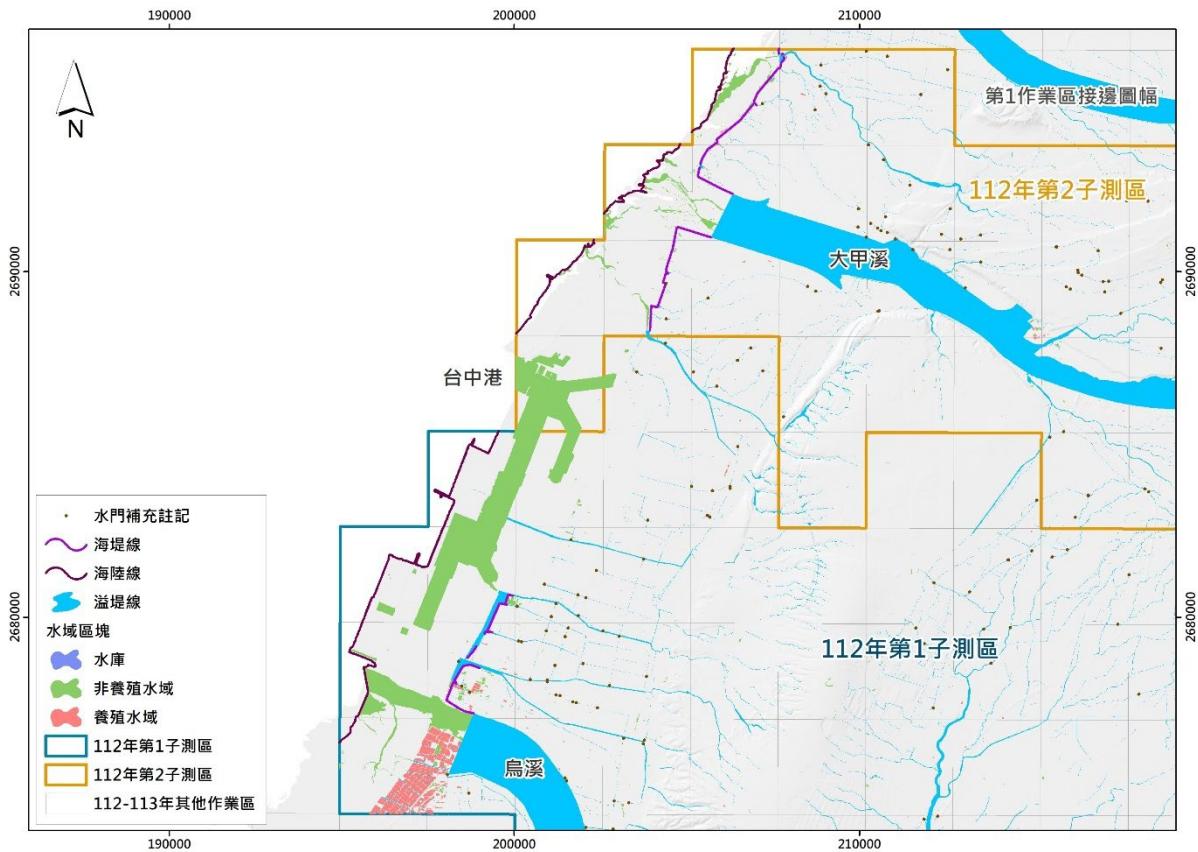 190000
200000
210000
N
第1作業區接邊圖幅
112年第2子測區
大甲溪
2690000
2690000
台中港
水門補充註記
海堤線
海陸線
溢堤線
水域區塊
水庫
非養殖水域
養殖水域
112年第1子測區
112年第2子測區
112-113年其他作業區
2680000
2680000
112年第1子測區
烏溪
190000
200000
210000